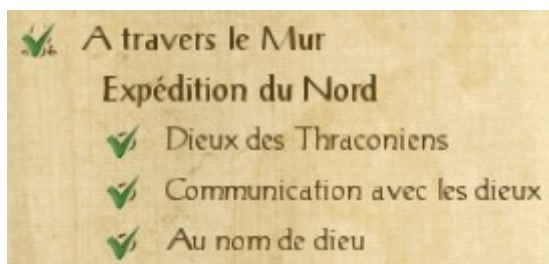 A travers le Mur
Expédition du Nord
Dieux des Thraconiens
Communication avec les dieux
Au nom de dieu